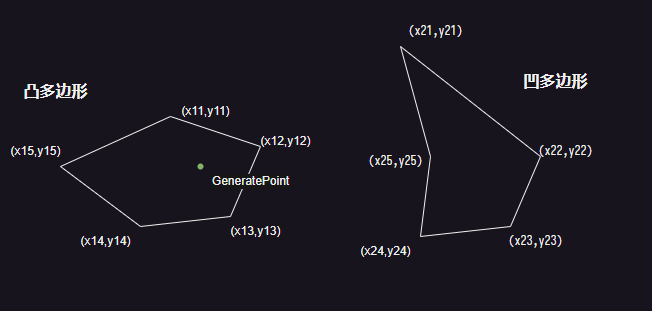 凸多边形
(x11,y11)
(x12,y12)
(x15,y15)
GeneratePoint
(x13,y13)
(x14,y14)
(x21,y21)
凹多边形
(x22,y22)
(x25,y25)
(x23,y23)
(x24,y24)